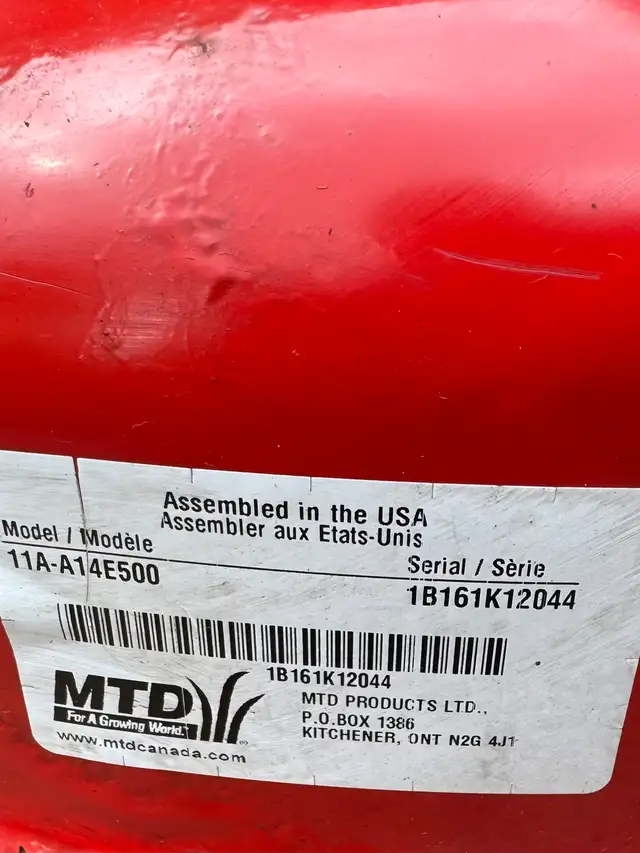 Assembled in the USA
Assembler aux Etats-Unis
Model / Modèle
11A-A14E500
Serial / Sèrie
1B161K12044
1B161K12044
MTD
For A Growing World.
www.mtdcanada.com
MTD PRODUCTS LTD.,
P.O.BOX 1386
KITCHENER, ONT N2G 4J1